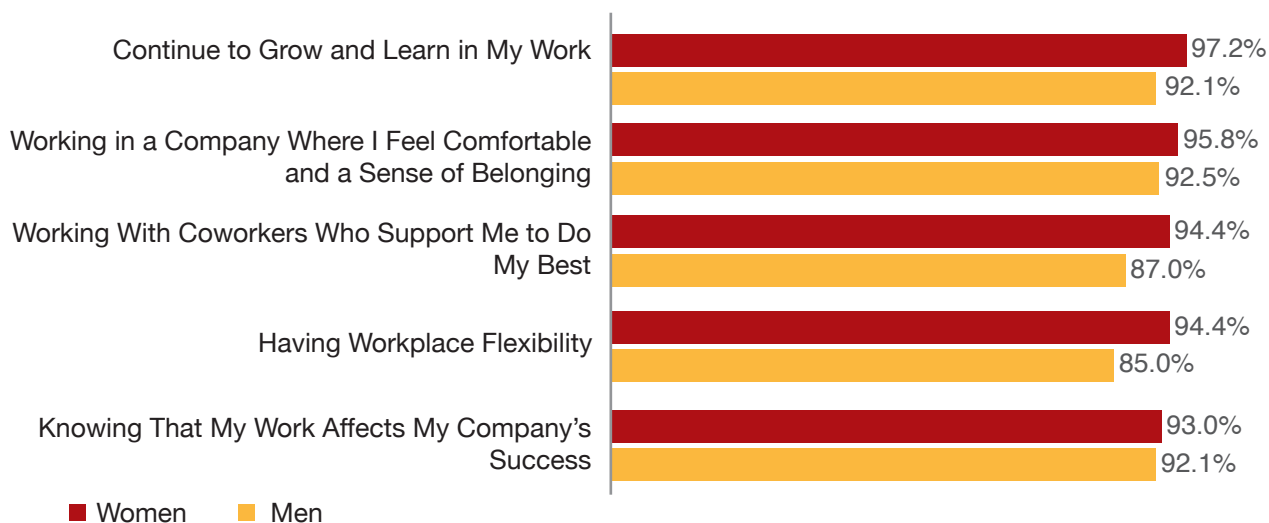 Continue to Grow and Learn in My Work
97.2%
92.1%
Working in a Company Where I Feel Comfortable
and a Sense of Belonging
95.8%
92.5%
Working With Coworkers Who Support Me to Do
My Best
94.4%
87.0%
Having Workplace Flexibility
94.4%
85.0%
Knowing That My Work Affects My Company’s
Success
93.0%
92.1%
Women Men